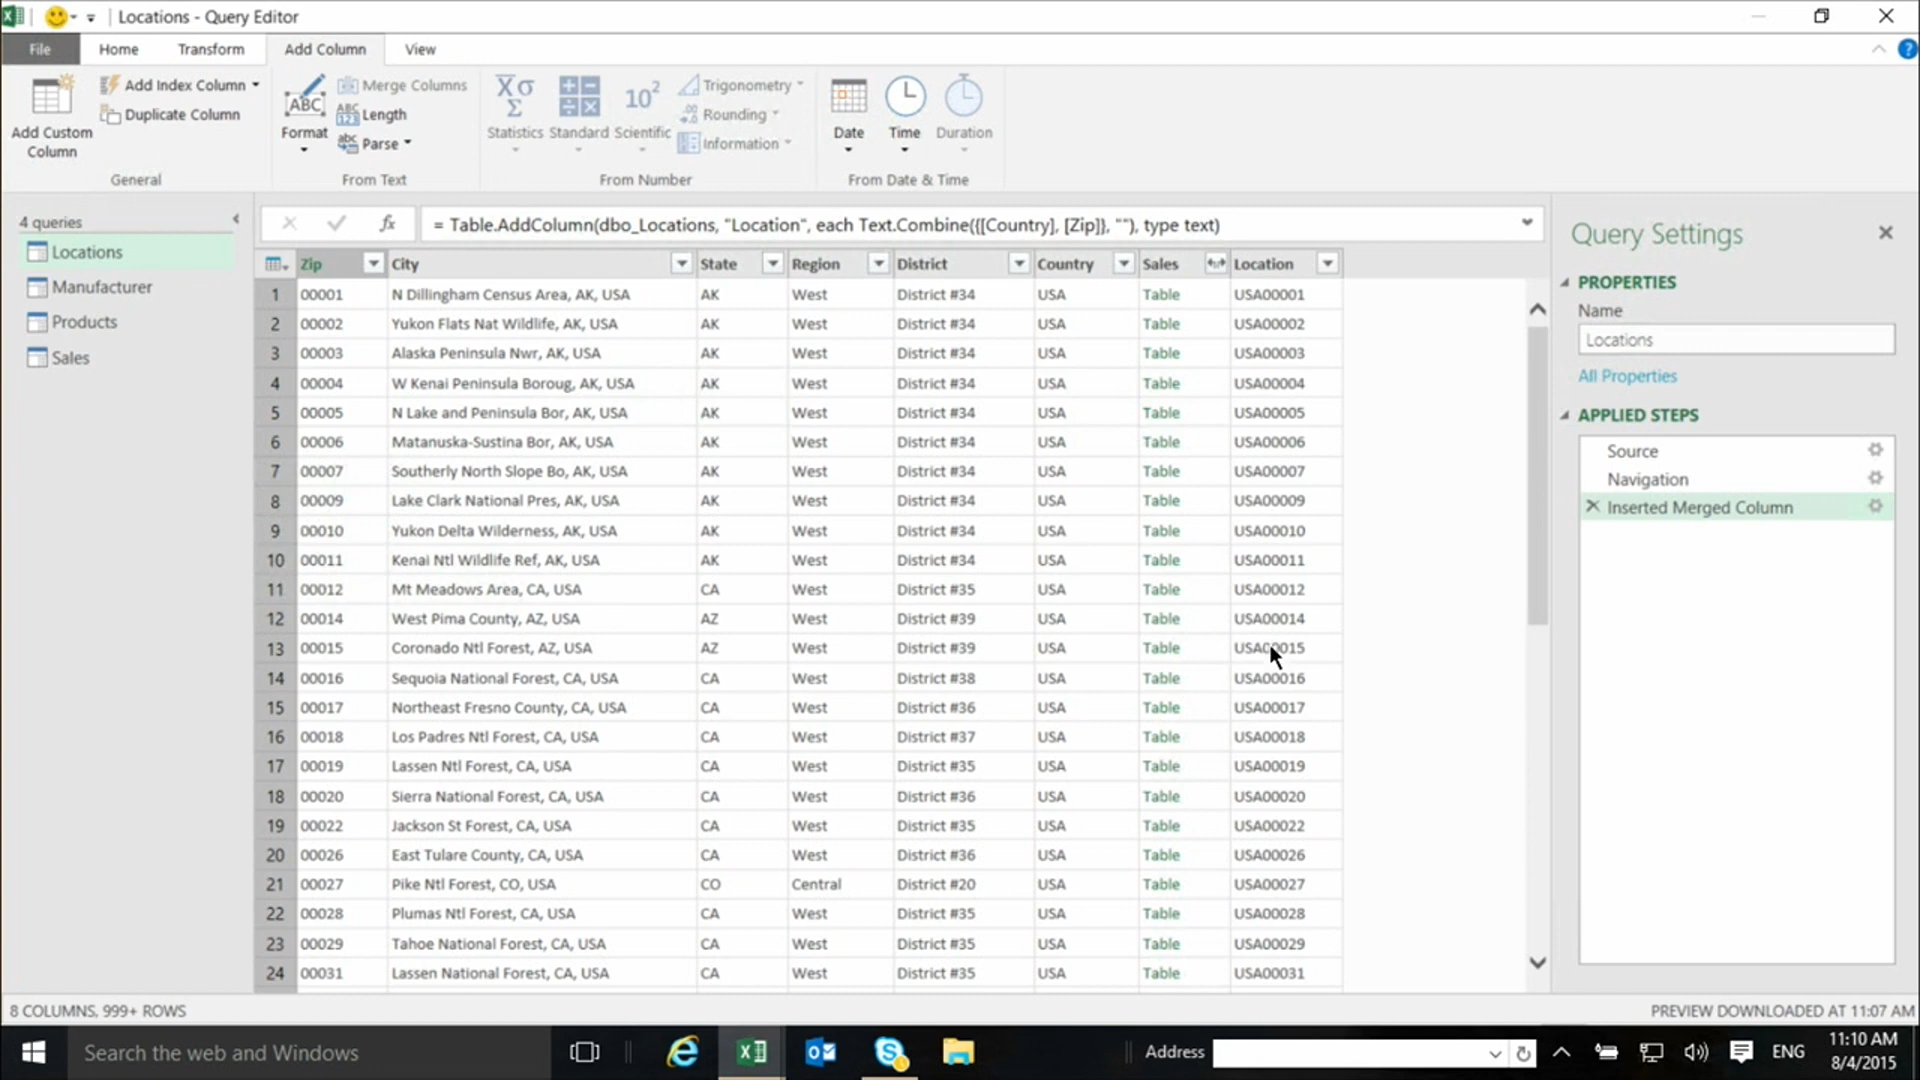 Locations - Query Editor
File Home Transform Add Column View
Add Custom Column
Add Index Column
Duplicate Column
General
ABC
Format
Merge Columns
ABC 123 Length
abc Parse
From Text
Statistics
Standard
10² Scientific
Trigonometry
Rounding
Information
From Number
Date
Time
Duration
From Date & Time
4 queries
Locations
Manufacturer
Products
Sales
fx = Table.AddColumn(dbo_Locations, "Location", each Text.Combine({[Country], [Zip]}, ""), type text)
Zip City State Region District Country Sales Location
1 00001 N Dillingham Census Area, AK, USA AK West District #34 USA Table USA00001
2 00002 Yukon Flats Nat Wildlife, AK, USA AK West District #34 USA Table USA00002
3 00003 Alaska Peninsula Nwr, AK, USA AK West District #34 USA Table USA00003
4 00004 W Kenai Peninsula Boroug, AK, USA AK West District #34 USA Table USA00004
5 00005 N Lake and Peninsula Bor, AK, USA AK West District #34 USA Table USA00005
6 00006 Matanuska-Sustina Bor, AK, USA AK West District #34 USA Table USA00006
7 00007 Southerly North Slope Bo, AK, USA AK West District #34 USA Table USA00007
8 00009 Lake Clark National Pres, AK, USA AK West District #34 USA Table USA00009
9 00010 Yukon Delta Wilderness, AK, USA AK West District #34 USA Table USA00010
10 00011 Kenai Ntl Wildlife Ref, AK, USA AK West District #34 USA Table USA00011
11 00012 Mt Meadows Area, CA, USA CA West District #35 USA Table USA00012
12 00014 West Pima County, AZ, USA AZ West District #39 USA Table USA00014
13 00015 Coronado Ntl Forest, AZ, USA AZ West District #39 USA Table USA00015
14 00016 Sequoia National Forest, CA, USA CA West District #38 USA Table USA00016
15 00017 Northeast Fresno County, CA, USA CA West District #36 USA Table USA00017
16 00018 Los Padres Ntl Forest, CA, USA CA West District #37 USA Table USA00018
17 00019 Lassen Ntl Forest, CA, USA CA West District #35 USA Table USA00019
18 00020 Sierra National Forest, CA, USA CA West District #36 USA Table USA00020
19 00022 Jackson St Forest, CA, USA CA West District #35 USA Table USA00022
20 00026 East Tulare County, CA, USA CA West District #36 USA Table USA00026
21 00027 Pike Ntl Forest, CO, USA CO Central District #20 USA Table USA00027
22 00028 Plumas Ntl Forest, CA, USA CA West District #35 USA Table USA00028
23 00029 Tahoe National Forest, CA, USA CA West District #35 USA Table USA00029
24 00031 Lassen National Forest, CA, USA CA West District #35 USA Table USA00031
Query Settings
PROPERTIES
Name
Locations
All Properties
APPLIED STEPS
Source
Navigation
Inserted Merged Column
8 COLUMNS, 999+ ROWS
PREVIEW DOWNLOADED AT 11:07 AM
Search the web and Windows
Address
ENG
11:10 AM
8/4/2015